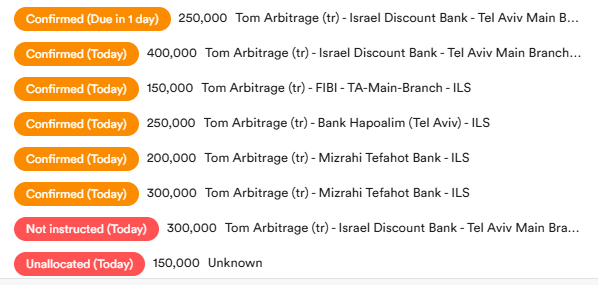 Confirmed (Due in 1 day) 250,000 Tom Arbitrage (tr) - Israel Discount Bank - Tel Aviv Main B...
Confirmed (Today) 400,000 Tom Arbitrage (tr) - Israel Discount Bank - Tel Aviv Main Branch...
Confirmed (Today) 150,000 Tom Arbitrage (tr) - FIBI - TA-Main-Branch - ILS
Confirmed (Today) 250,000 Tom Arbitrage (tr) - Bank Hapoalim (Tel Aviv) - ILS
Confirmed (Today) 200,000 Tom Arbitrage (tr) - Mizrahi Tefahot Bank - ILS
Confirmed (Today) 300,000 Tom Arbitrage (tr) - Mizrahi Tefahot Bank - ILS
Not instructed (Today) 300,000 Tom Arbitrage (tr) - Israel Discount Bank - Tel Aviv Main Bra...
Unallocated (Today) 150,000 Unknown